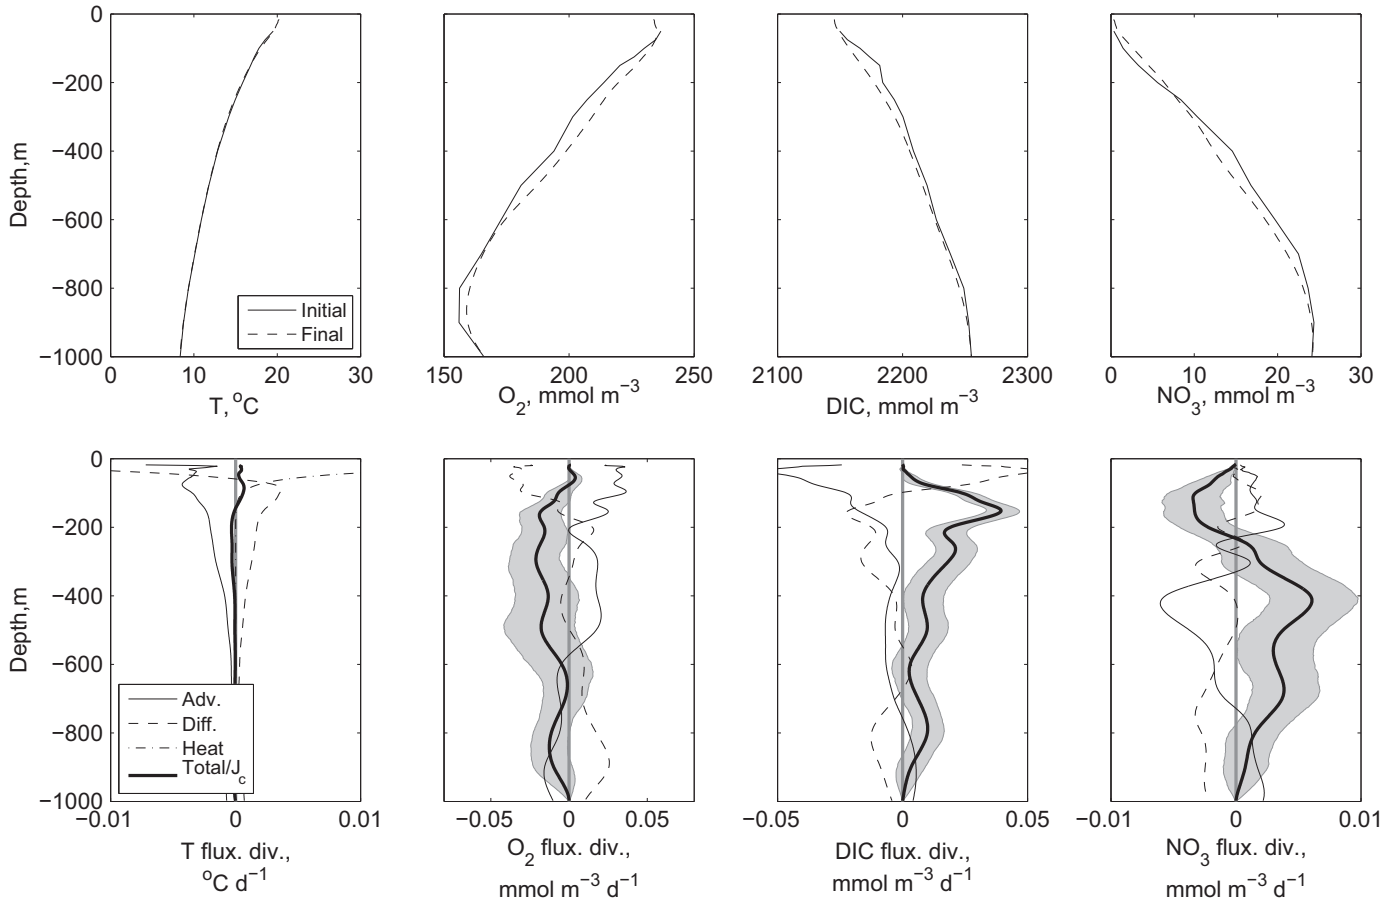 0
−200
−400
−600
−800
−1000
Depth,m
Initial
Final
0 10 20 30
T, °C
150 200 250
O₂, mmol m⁻³
2100 2200 2300
DIC, mmol m⁻³
0 10 20 30
NO₃, mmol m⁻³
0
−200
−400
−600
−800
−1000
Depth,m
Adv.
Diff.
Heat
Total/J꜀
−0.01 0 0.01
T flux. div.,
°C d⁻¹
−0.05 0 0.05
O₂ flux. div.,
mmol m⁻³ d⁻¹
−0.05 0 0.05
DIC flux. div.,
mmol m⁻³ d⁻¹
−0.01 0 0.01
NO₃ flux. div.,
mmol m⁻³ d⁻¹